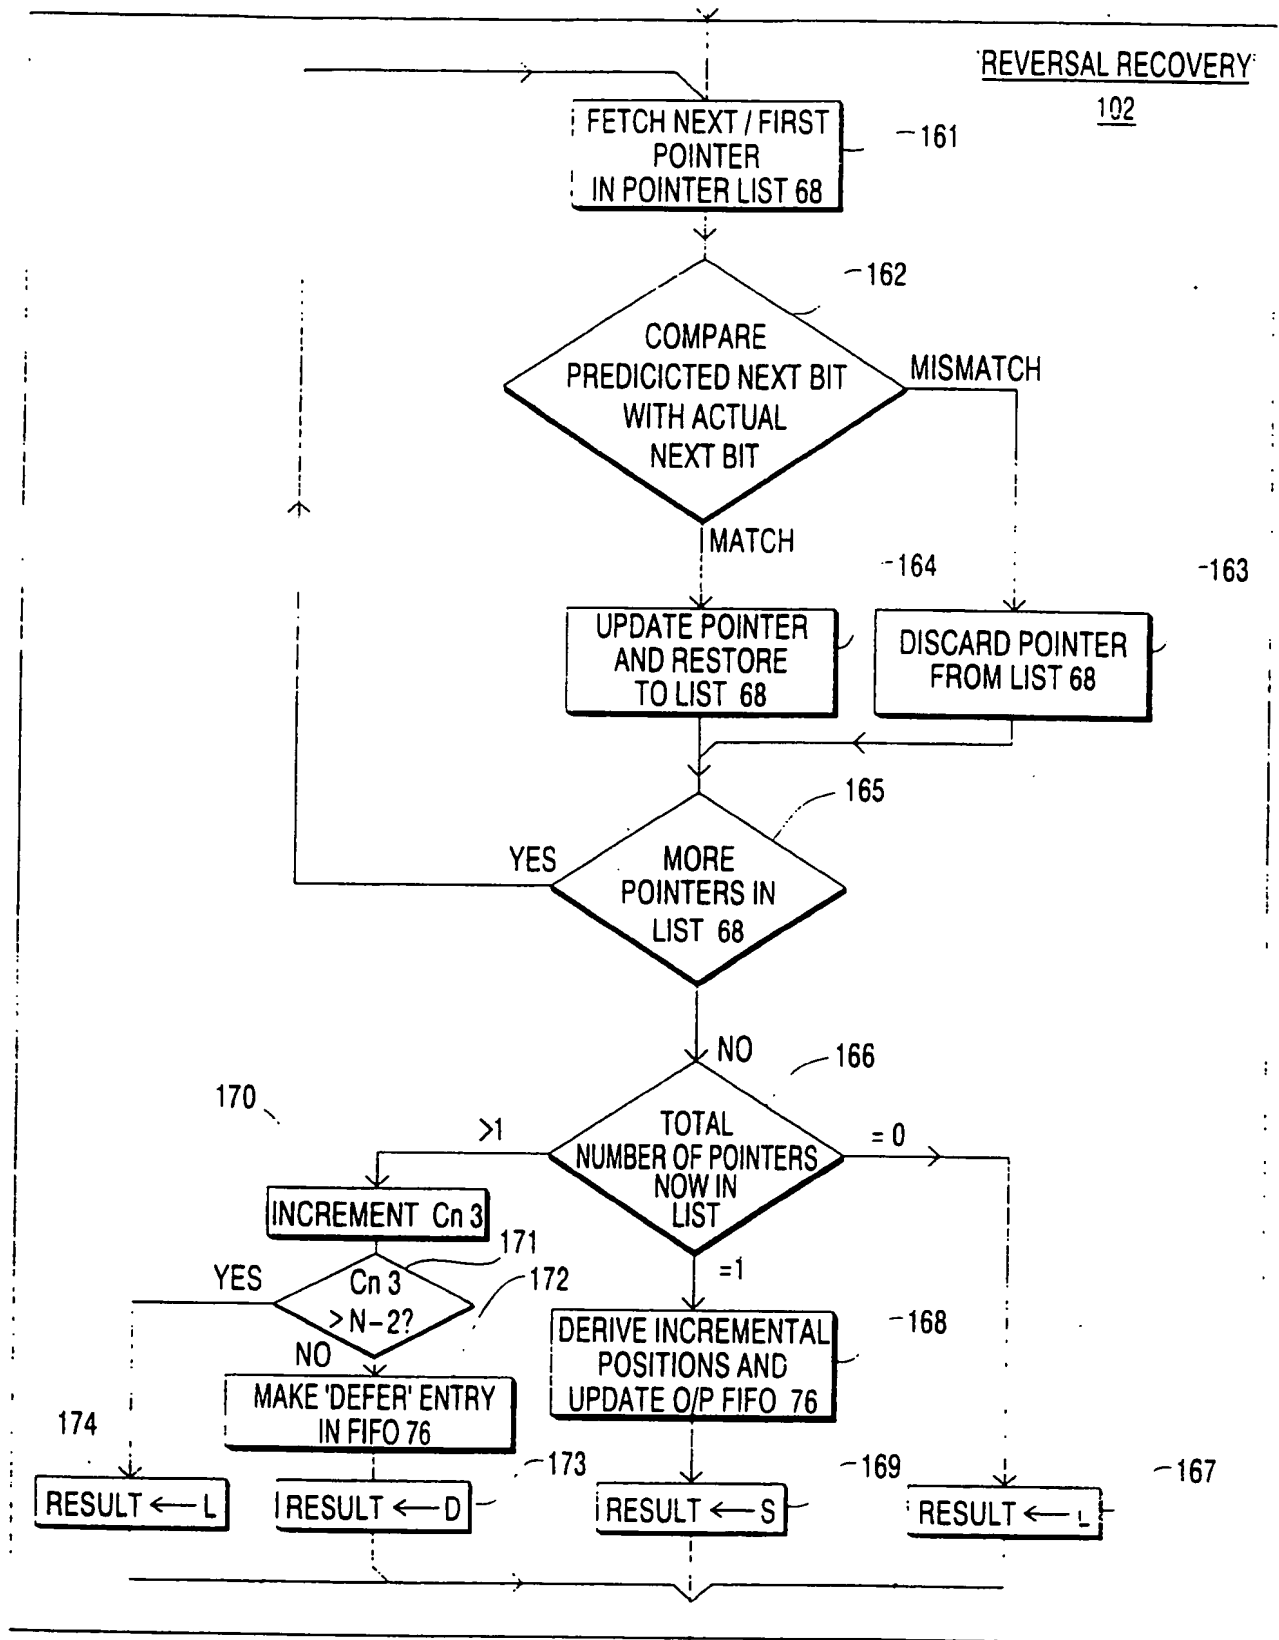 REVERSAL RECOVERY
102
FETCH NEXT / FIRST
POINTER
IN POINTER LIST 68
161
162
COMPARE
PREDICICTED NEXT BIT
WITH ACTUAL
NEXT BIT
MISMATCH
MATCH
164
163
UPDATE POINTER
AND RESTORE
TO LIST 68
DISCARD POINTER
FROM LIST 68
165
YES
MORE
POINTERS IN
LIST 68
NO
166
170
>1
TOTAL
NUMBER OF POINTERS
NOW IN
LIST
= 0
INCREMENT Cn 3
171
YES
Cn 3
> N-2?
172
=1
NO
DERIVE INCREMENTAL
POSITIONS AND
UPDATE O/P FIFO 76
168
MAKE 'DEFER' ENTRY
IN FIFO 76
174
173
169
167
RESULT ← L
RESULT ← D
RESULT ← S
RESULT ← L